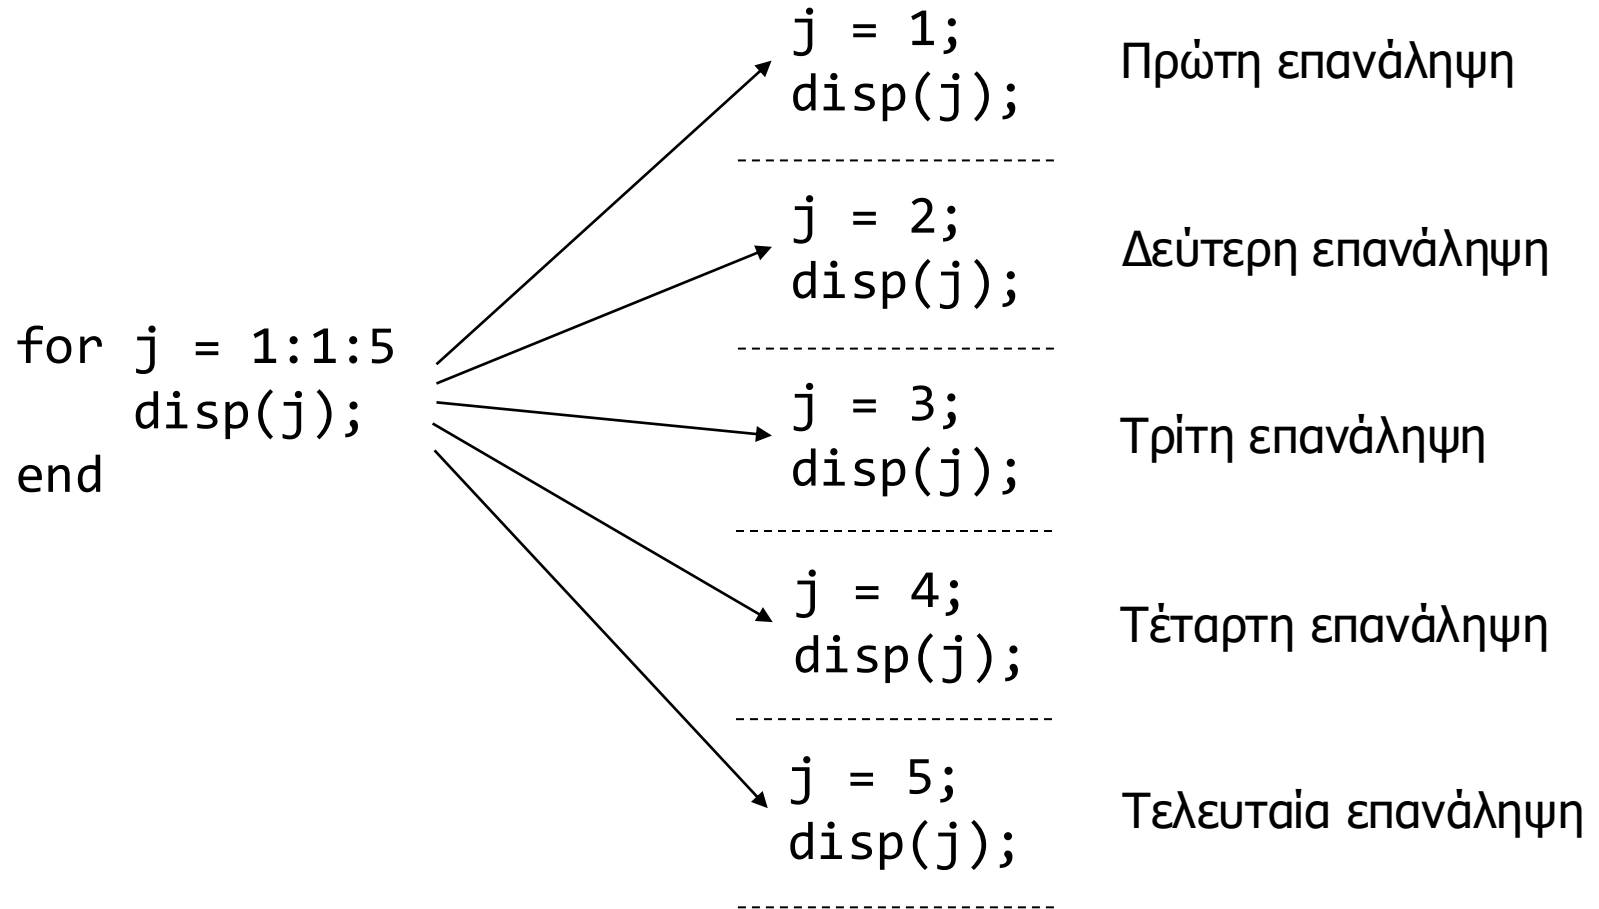 for j = 1:1:5
    disp(j);
end
j = 1;
disp(j);
Πρώτη επανάληψη
j = 2;
disp(j);
Δεύτερη επανάληψη
j = 3;
disp(j);
Τρίτη επανάληψη
j = 4;
disp(j);
Τέταρτη επανάληψη
j = 5;
disp(j);
Τελευταία επανάληψη